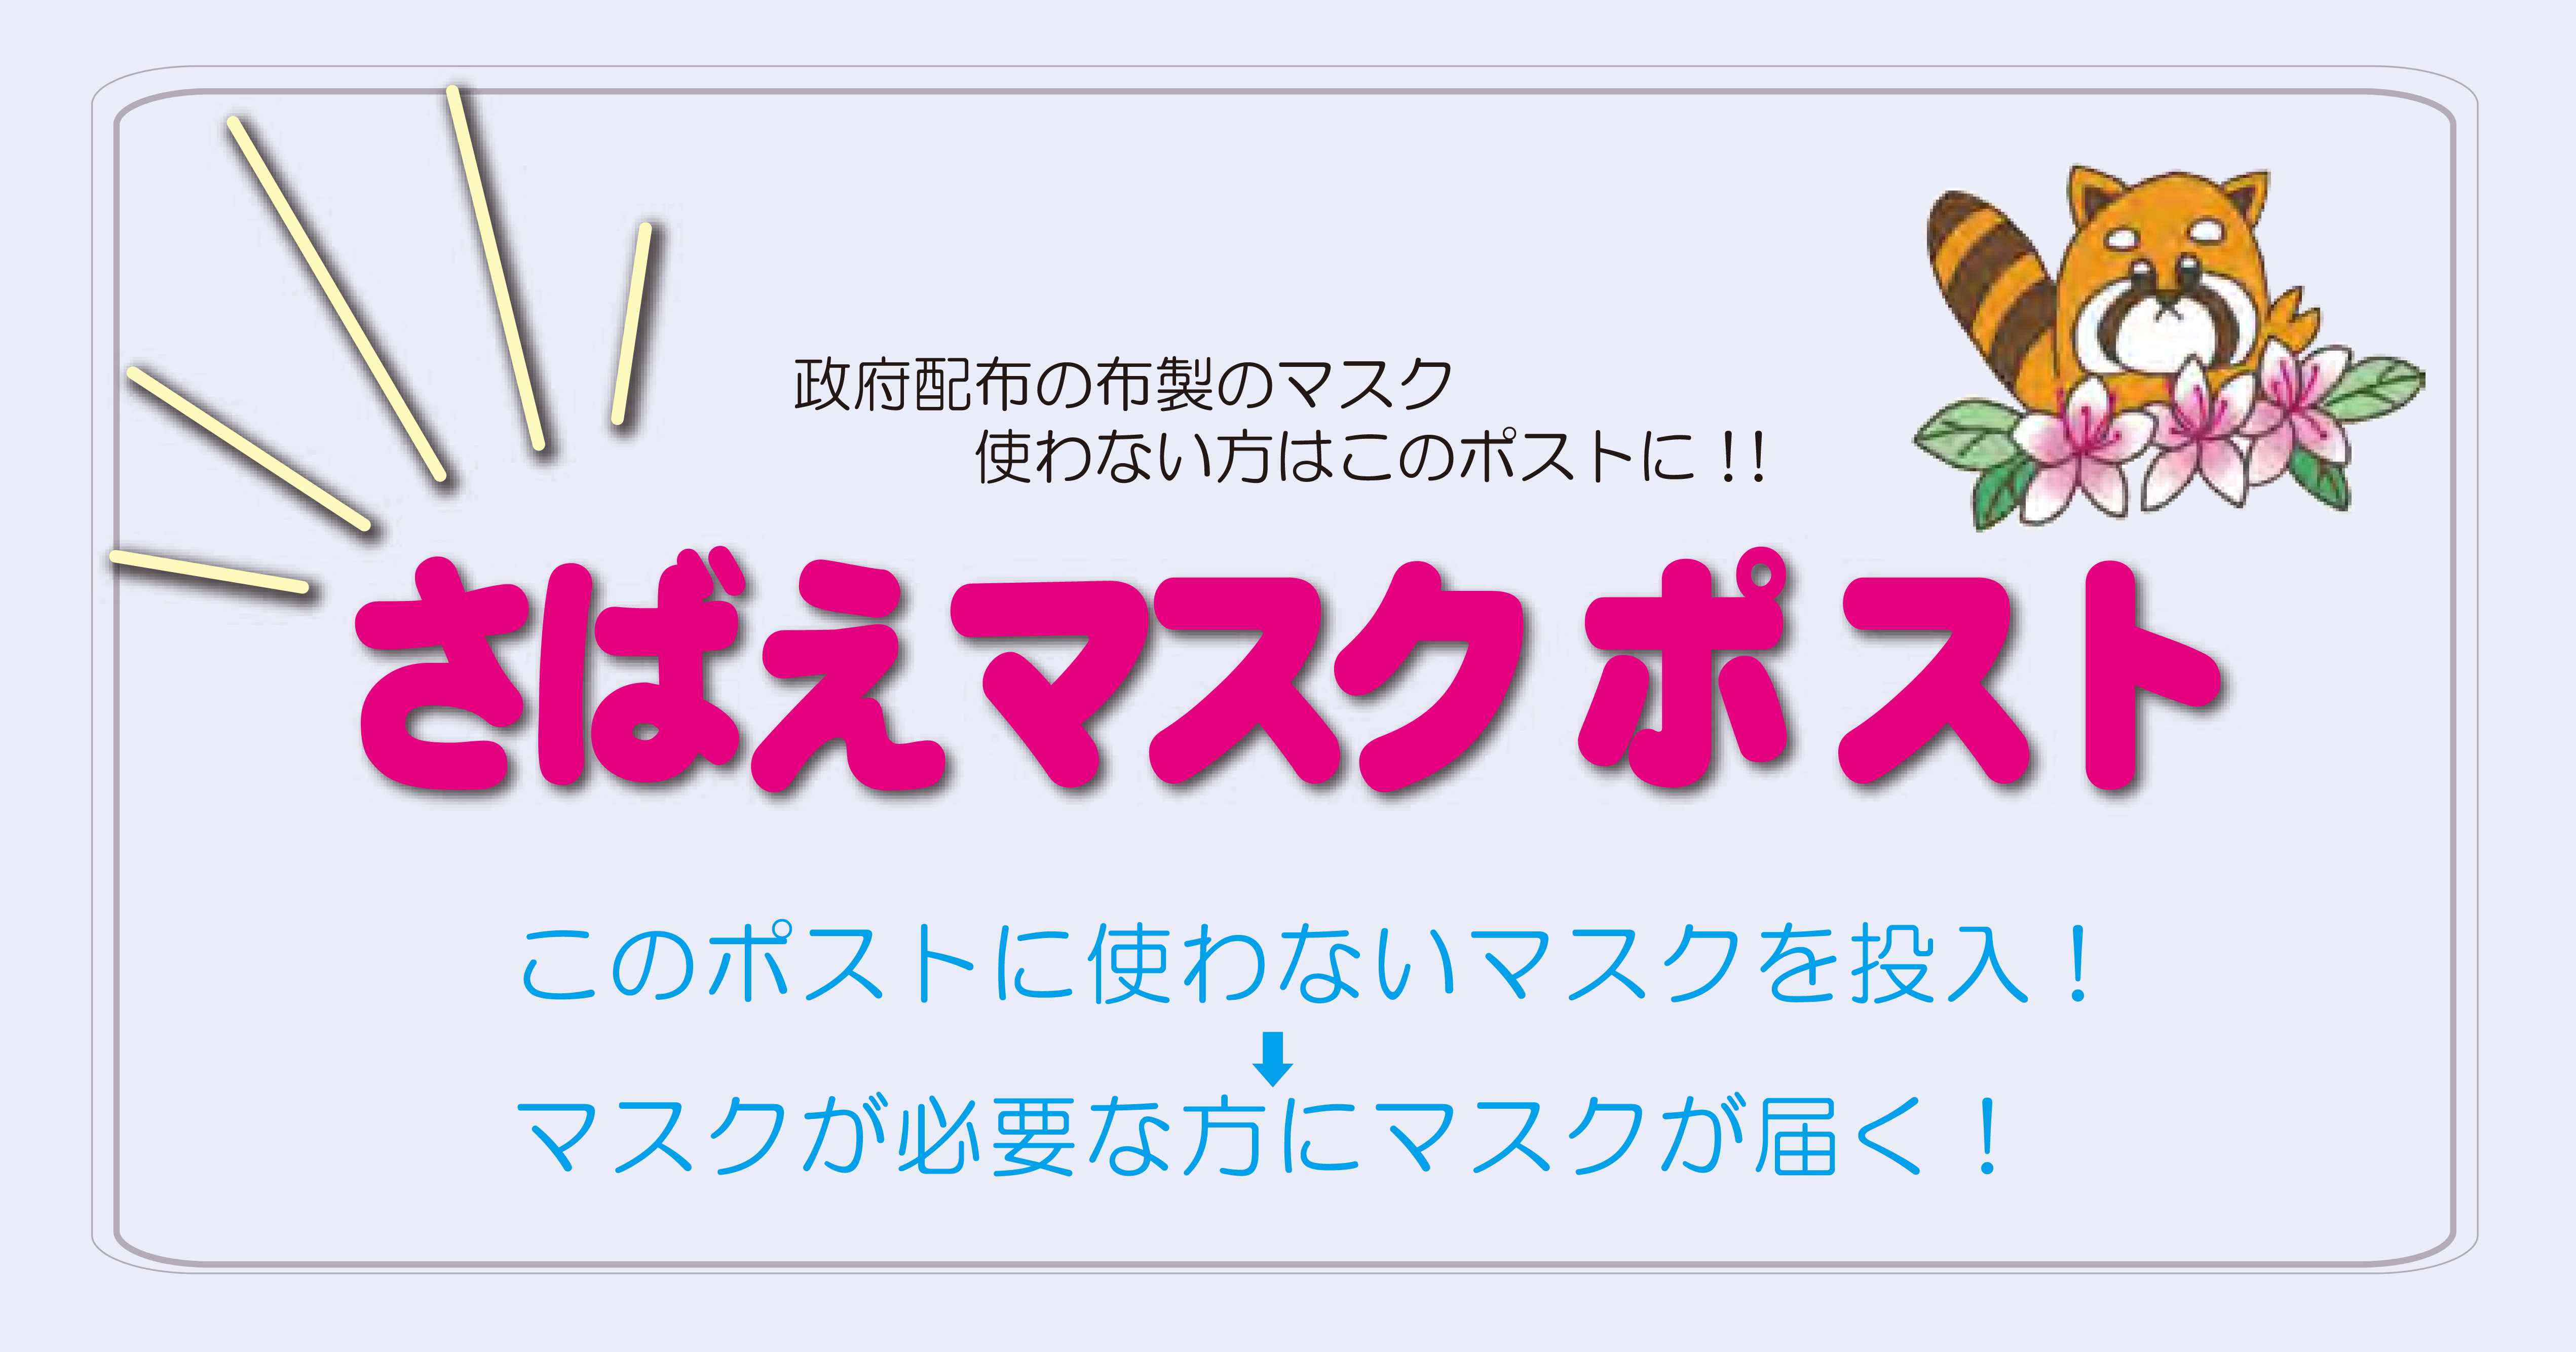 政府配布の布製のマスク
使わない方はこのポストに！！
さばえマスクポスト
このポストに使わないマスクを投入！
マスクが必要な方にマスクが届く！